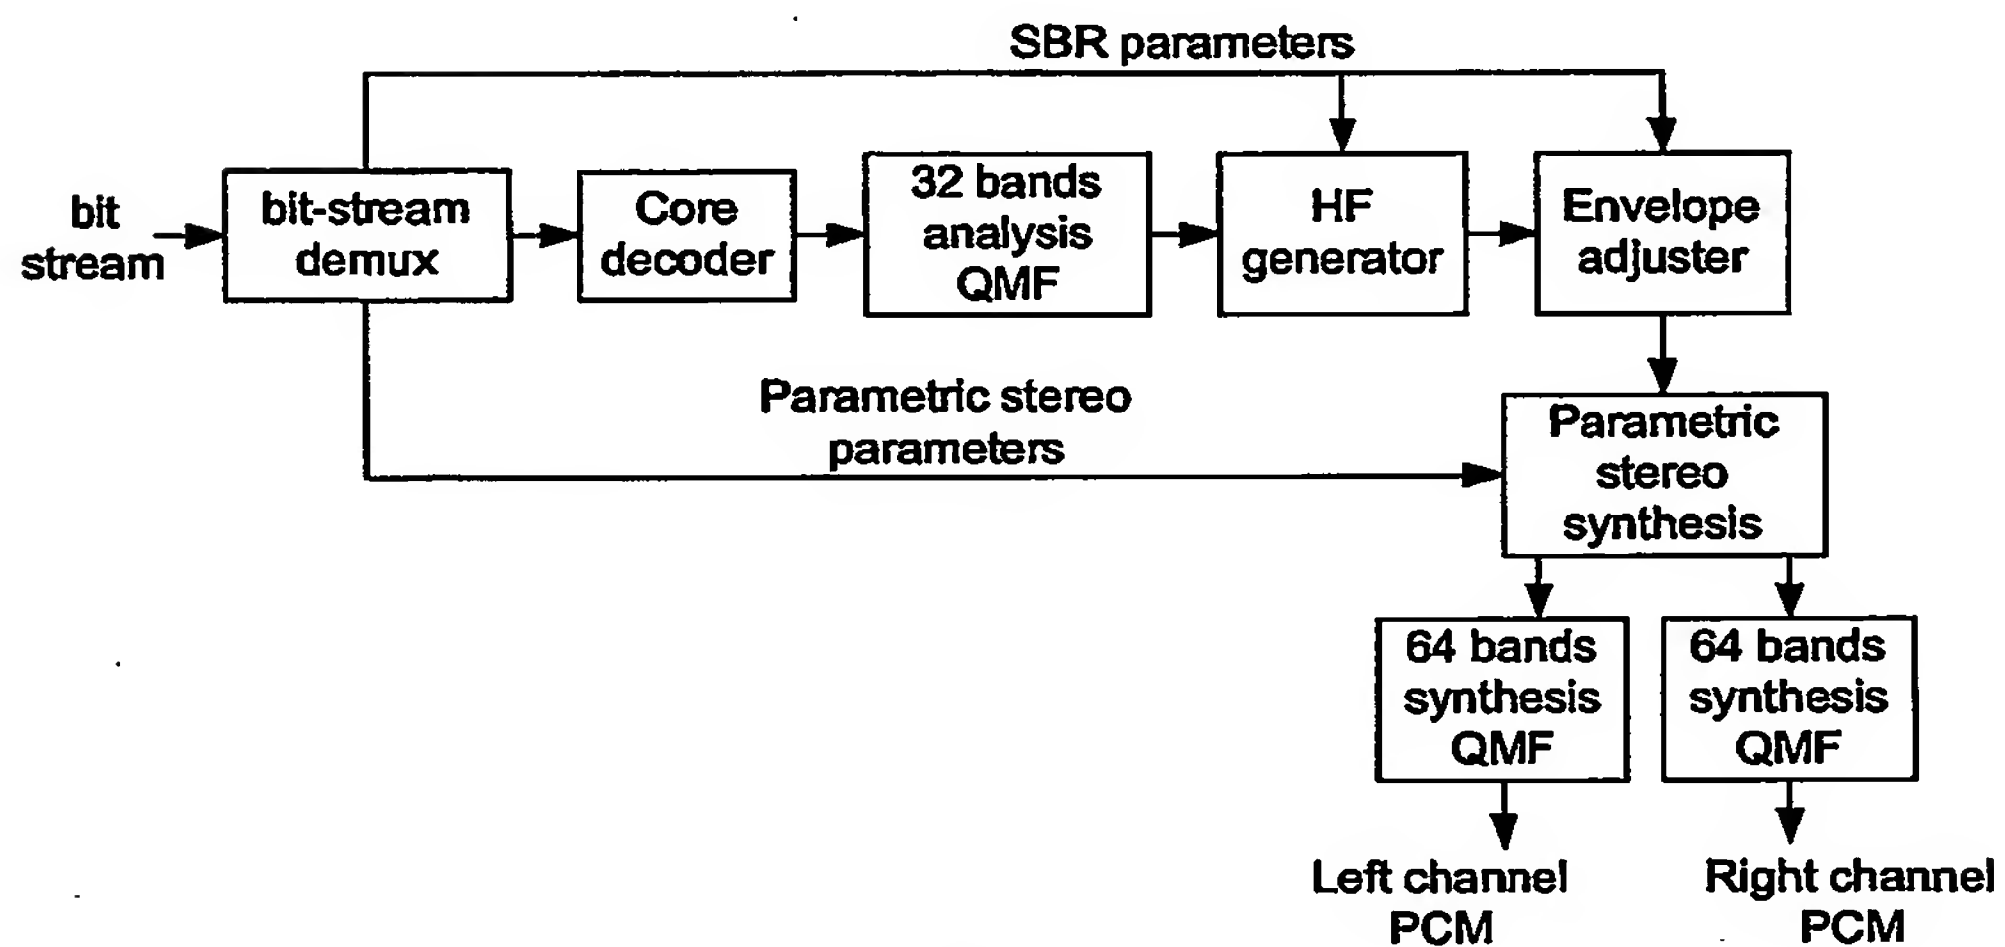 SBR parameters
bit
stream
bit-stream
demux
Core
decoder
32 bands
analysis
QMF
HF
generator
Envelope
adjuster
Parametric stereo
parameters
Parametric
stereo
synthesis
64 bands
synthesis
QMF
64 bands
synthesis
QMF
Left channel
PCM
Right channel
PCM